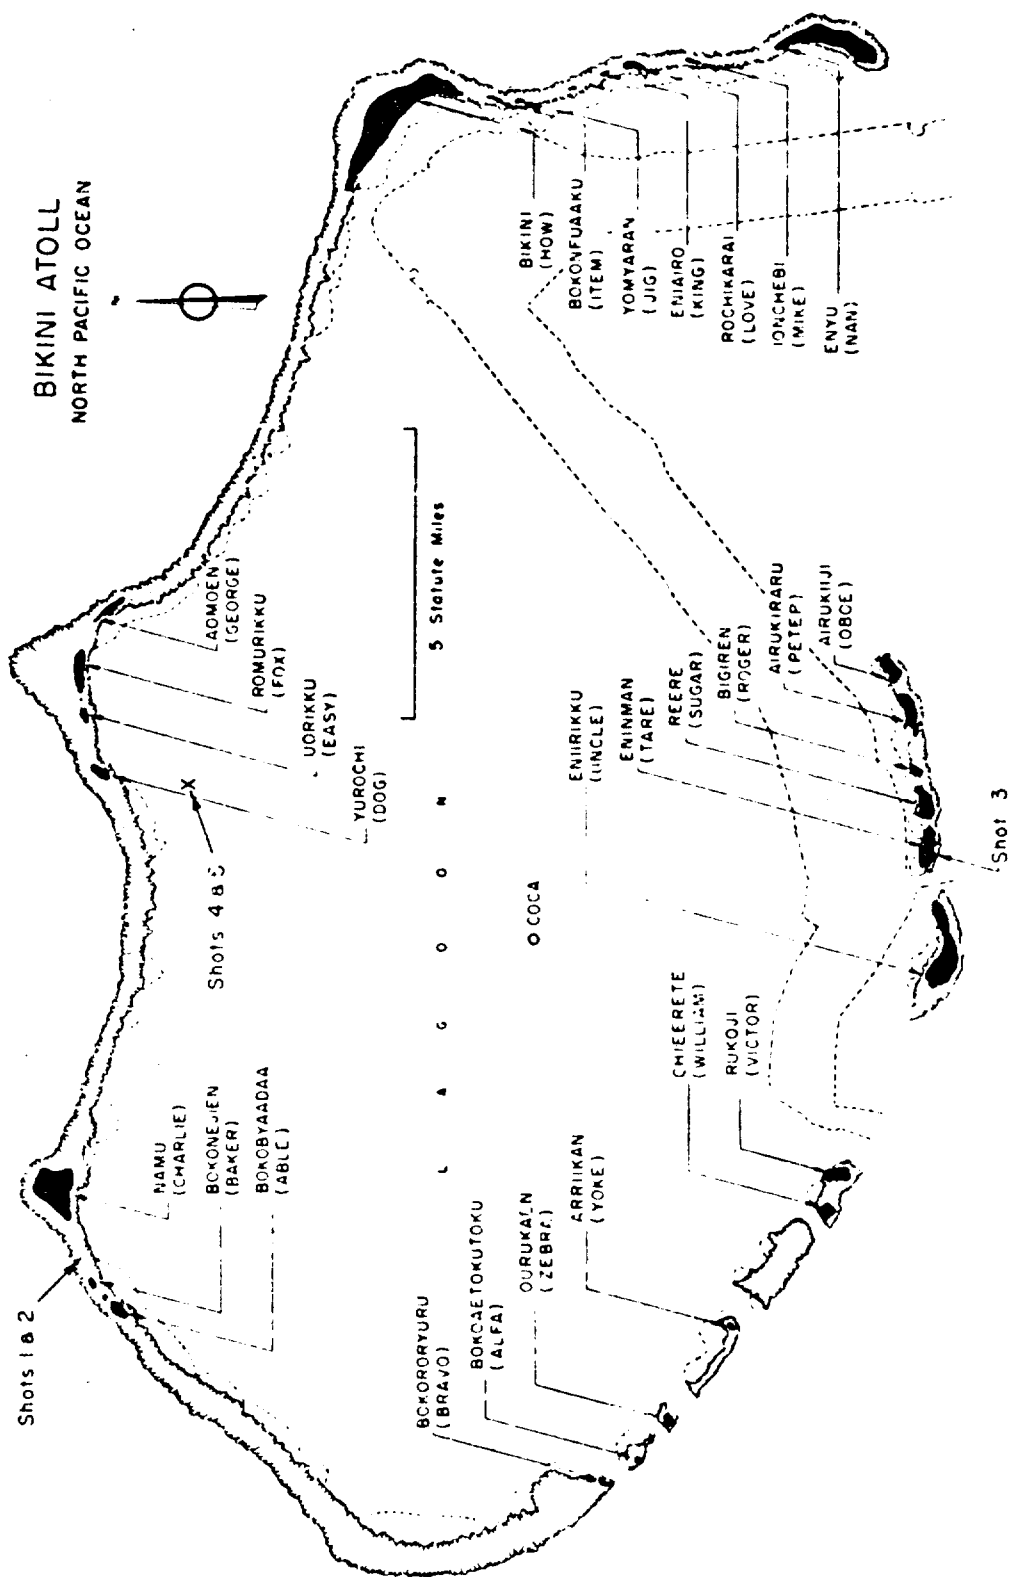 BIKINI ATOLL
NORTH PACIFIC OCEAN
N
Shots 1 & 2
NAMU
(CHARLIE)
BOKONEJIEN
(BAKER)
BOKOBYAADAA
(ABLE)
Shots 4 & 5
YUROCHI
(DOG)
UORIKKU
(EASY)
ROMURIKKU
(FOX)
AOMOEN
(GEORGE)
5 Statute Miles
LAGOON
COCA
BIKINI
(HOW)
BOKONFUAAKU
(ITEM)
YOMYARAN
(JIG)
ENIAIRO
(KING)
ROCHIKARAI
(LOVE)
IONCHEBI
(MIKE)
ENYU
(NAN)
BOKORORYURU
(BRAVO)
BOKOAETOKUTOKU
(ALFA)
OURUKAEN
(ZEBRA)
ARRIIKAN
(YOKE)
CHIEERETE
(WILLIAM)
RUKOJI
(VICTOR)
ENIIRIKKU
(UNCLE)
ENINMAN
(TARE)
REERE
(SUGAR)
BIGIREN
(ROGER)
AIRUKIRARU
(PETEP)
AIRUKIIJI
(OBOE)
Shot 3